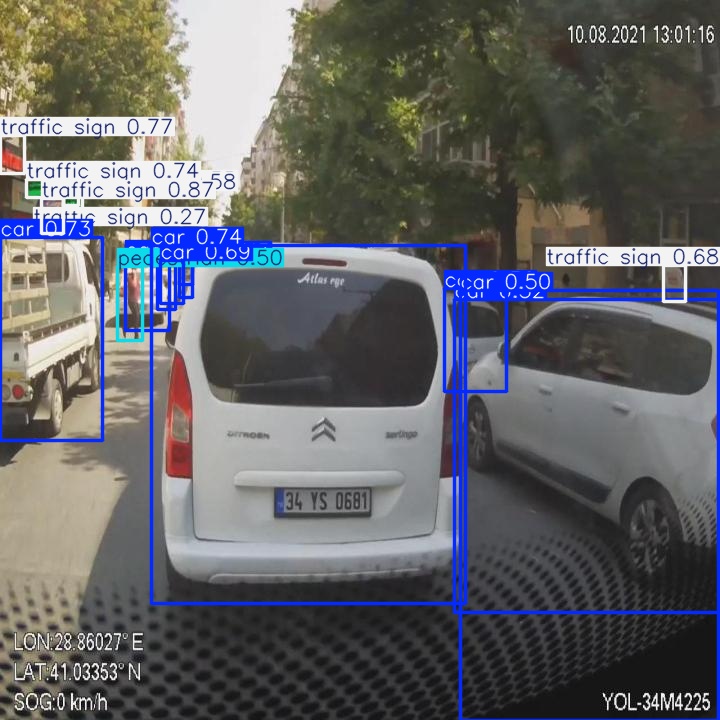 10.08.2021 13:01:16
traffic sign 0.77
traffic sign 0.74
58
traffic sign 0.87
traffic sign 0.27
car 0.73
car 0.74
car 0.69
0.50
traffic sign 0.68
car 0.50
Atlas ege
CITROEN
Berlingo
34 YS 0681
LON:28.86027° E
LAT:41.03353° N
SOG:0 km/h
YOL-34M4225